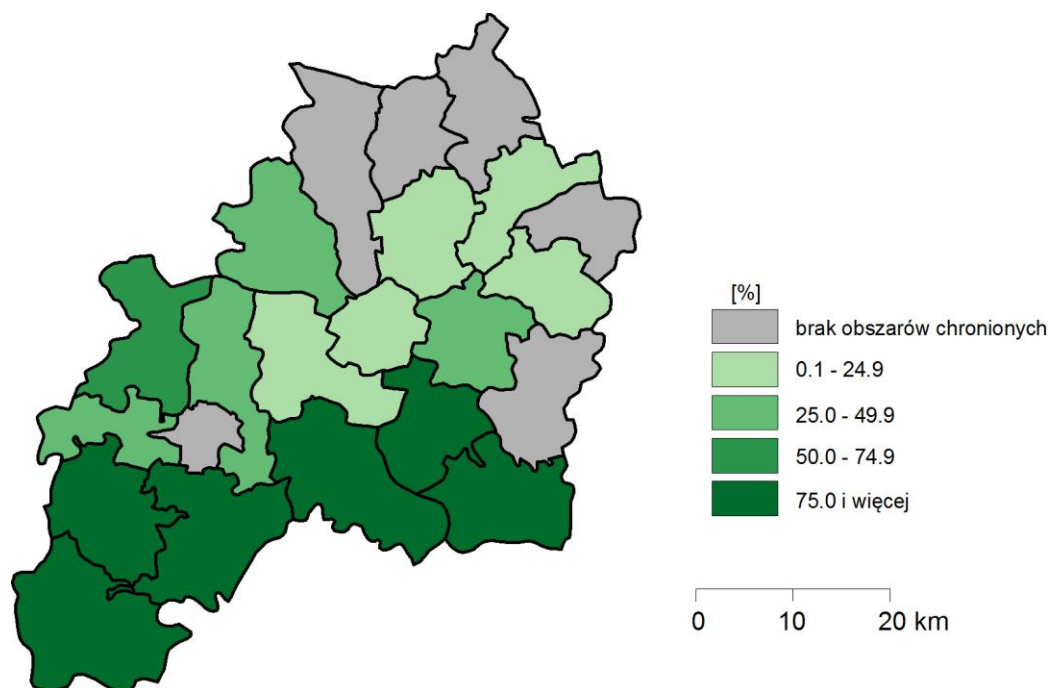 [%]
brak obszarów chronionych
0.1 - 24.9
25.0 - 49.9
50.0 - 74.9
75.0 i więcej
0 10 20 km